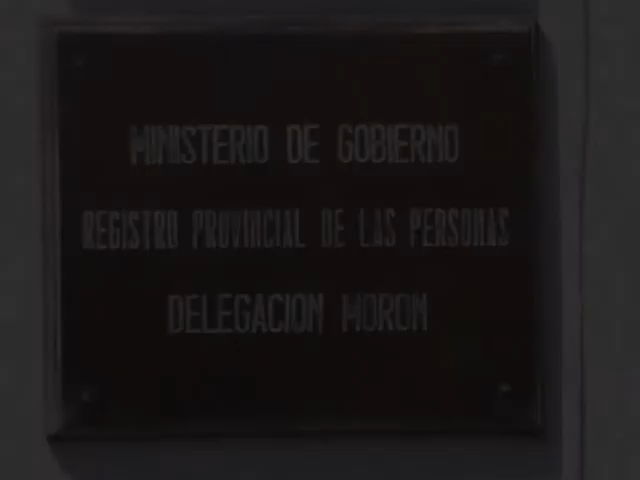 MINISTERIO DE GOBIERNO
REGISTRO PROVINCIAL DE LAS PERSONAS
DELEGACION MORON